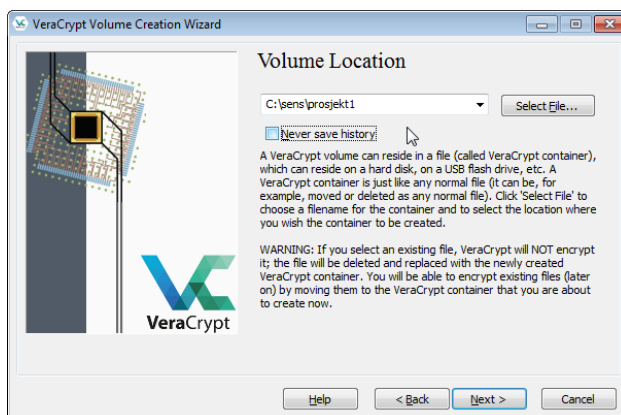 VeraCrypt Volume Creation Wizard
Volume Location
C:\sens\prosjekt1
Select File...
Never save history
A VeraCrypt volume can reside in a file (called VeraCrypt container),
which can reside on a hard disk, on a USB flash drive, etc. A
VeraCrypt container is just like any normal file (it can be, for
example, moved or deleted as any normal file). Click 'Select File' to
choose a filename for the container and to select the location where
you wish the container to be created.
WARNING: If you select an existing file, VeraCrypt will NOT encrypt
it; the file will be deleted and replaced with the newly created
VeraCrypt container. You will be able to encrypt existing files (later
on) by moving them to the VeraCrypt container that you are about
to create now.
VeraCrypt
Help
< Back
Next >
Cancel